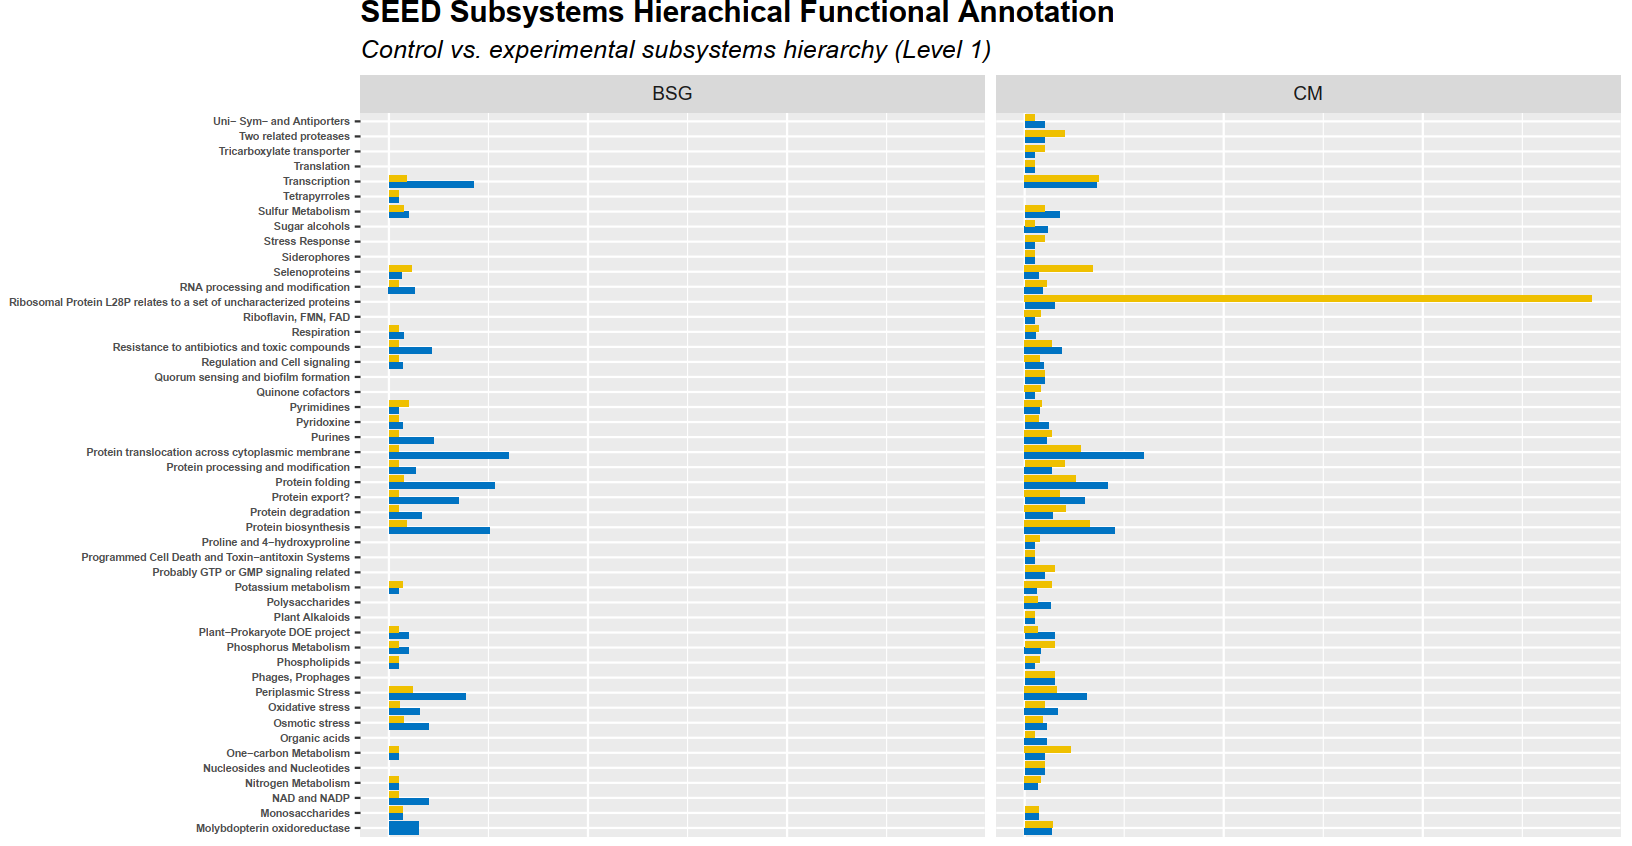 SEED Subsystems Hierachical Functional Annotation
Control vs. experimental subsystems hierarchy (Level 1)
BSG
CM
Uni− Sym− and Antiporters
Two related proteases
Tricarboxylate transporter
Translation
Transcription
Tetrapyrroles
Sulfur Metabolism
Sugar alcohols
Stress Response
Siderophores
Selenoproteins
RNA processing and modification
Ribosomal Protein L28P relates to a set of uncharacterized proteins
Riboflavin, FMN, FAD
Respiration
Resistance to antibiotics and toxic compounds
Regulation and Cell signaling
Quorum sensing and biofilm formation
Quinone cofactors
Pyrimidines
Pyridoxine
Purines
Protein translocation across cytoplasmic membrane
Protein processing and modification
Protein folding
Protein export?
Protein degradation
Protein biosynthesis
Proline and 4−hydroxyproline
Programmed Cell Death and Toxin−antitoxin Systems
Probably GTP or GMP signaling related
Potassium metabolism
Polysaccharides
Plant Alkaloids
Plant−Prokaryote DOE project
Phosphorus Metabolism
Phospholipids
Phages, Prophages
Periplasmic Stress
Oxidative stress
Osmotic stress
Organic acids
One−carbon Metabolism
Nucleosides and Nucleotides
Nitrogen Metabolism
NAD and NADP
Monosaccharides
Molybdopterin oxidoreductase